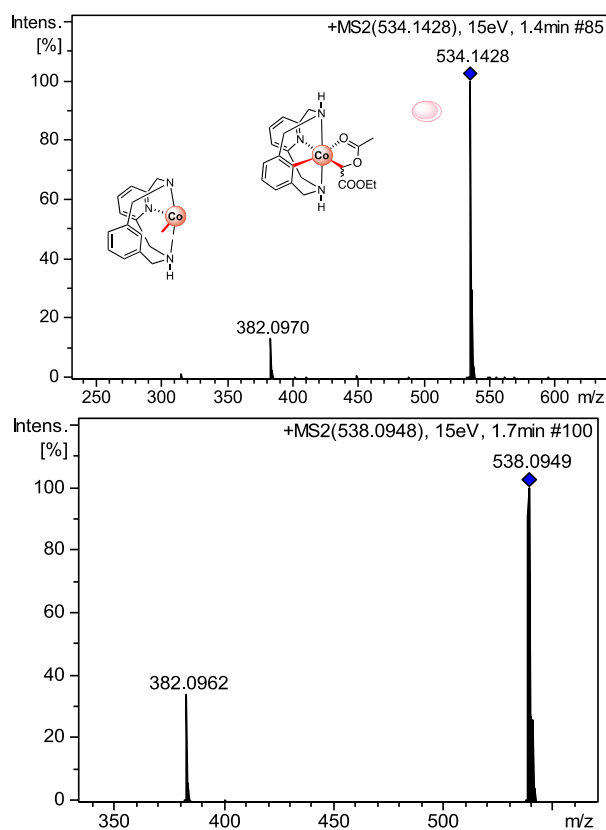 Intens.
[%]
+MS2(534.1428), 15eV, 1.4min #85
534.1428
100
80
60
40
20
0
382.0970
250
300
350
400
450
500
550
600
m/z
N
N
Co
N
H
H
N
N
Co
O
O
COOEt
N
H
Intens.
[%]
+MS2(538.0948), 15eV, 1.7min #100
538.0949
100
80
60
40
20
0
382.0962
350
400
450
500
m/z